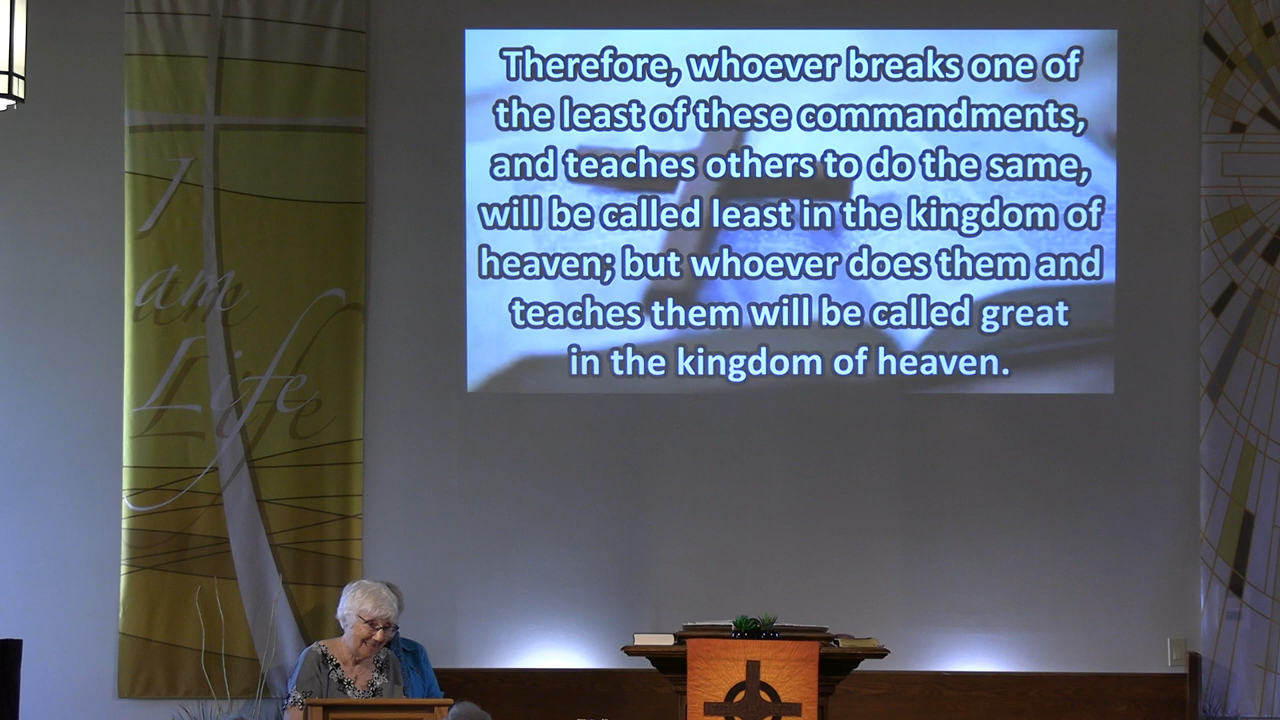 Therefore, whoever breaks one of
the least of these commandments,
and teaches others to do the same,
will be called least in the kingdom of
heaven; but whoever does them and
teaches them will be called great
in the kingdom of heaven.
I
am
Life